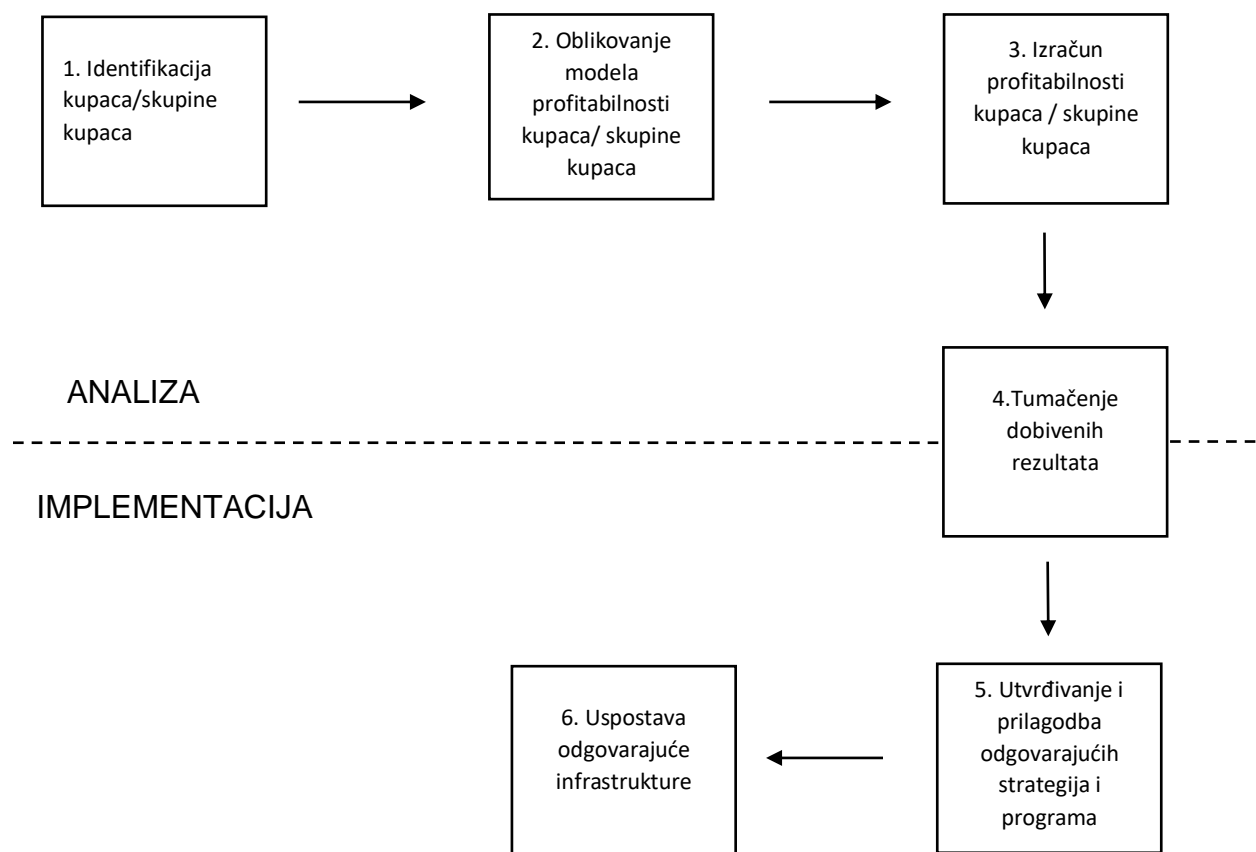 1. Identifikacija
kupaca/skupine
kupaca
2. Oblikovanje
modela
profitabilnosti
kupaca/ skupine
kupaca
3. Izračun
profitabilnosti
kupaca / skupine
kupaca
ANALIZA
4.Tumačenje
dobivenih
rezultata
IMPLEMENTACIJA
6. Uspostava
odgovarajuće
infrastrukture
5. Utvrđivanje i
prilagodba
odgovarajućih
strategija i
programa